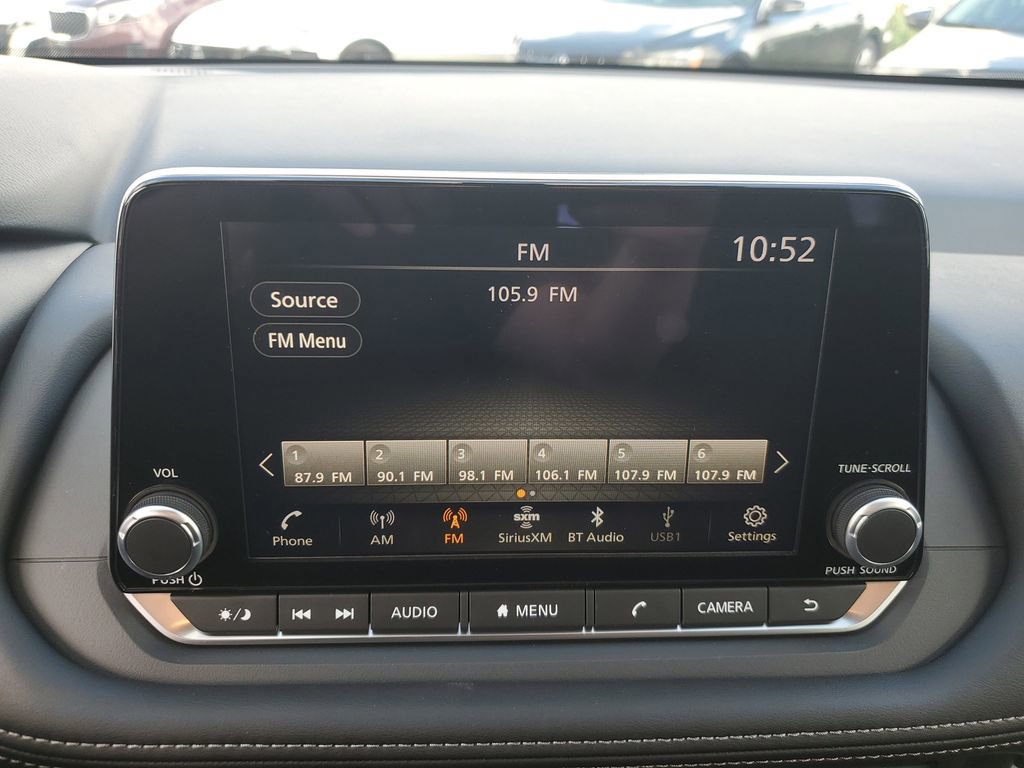 FM
10:52
Source
105.9 FM
FM Menu
1 2 3 4 5 6
87.9 FM 90.1 FM 98.1 FM 106.1 FM 107.9 FM 107.9 FM
VOL
TUNE-SCROLL
Phone AM FM sxm SiriusXM BT Audio USB1 Settings
PUSH
PUSH SOUND
AUDIO MENU CAMERA